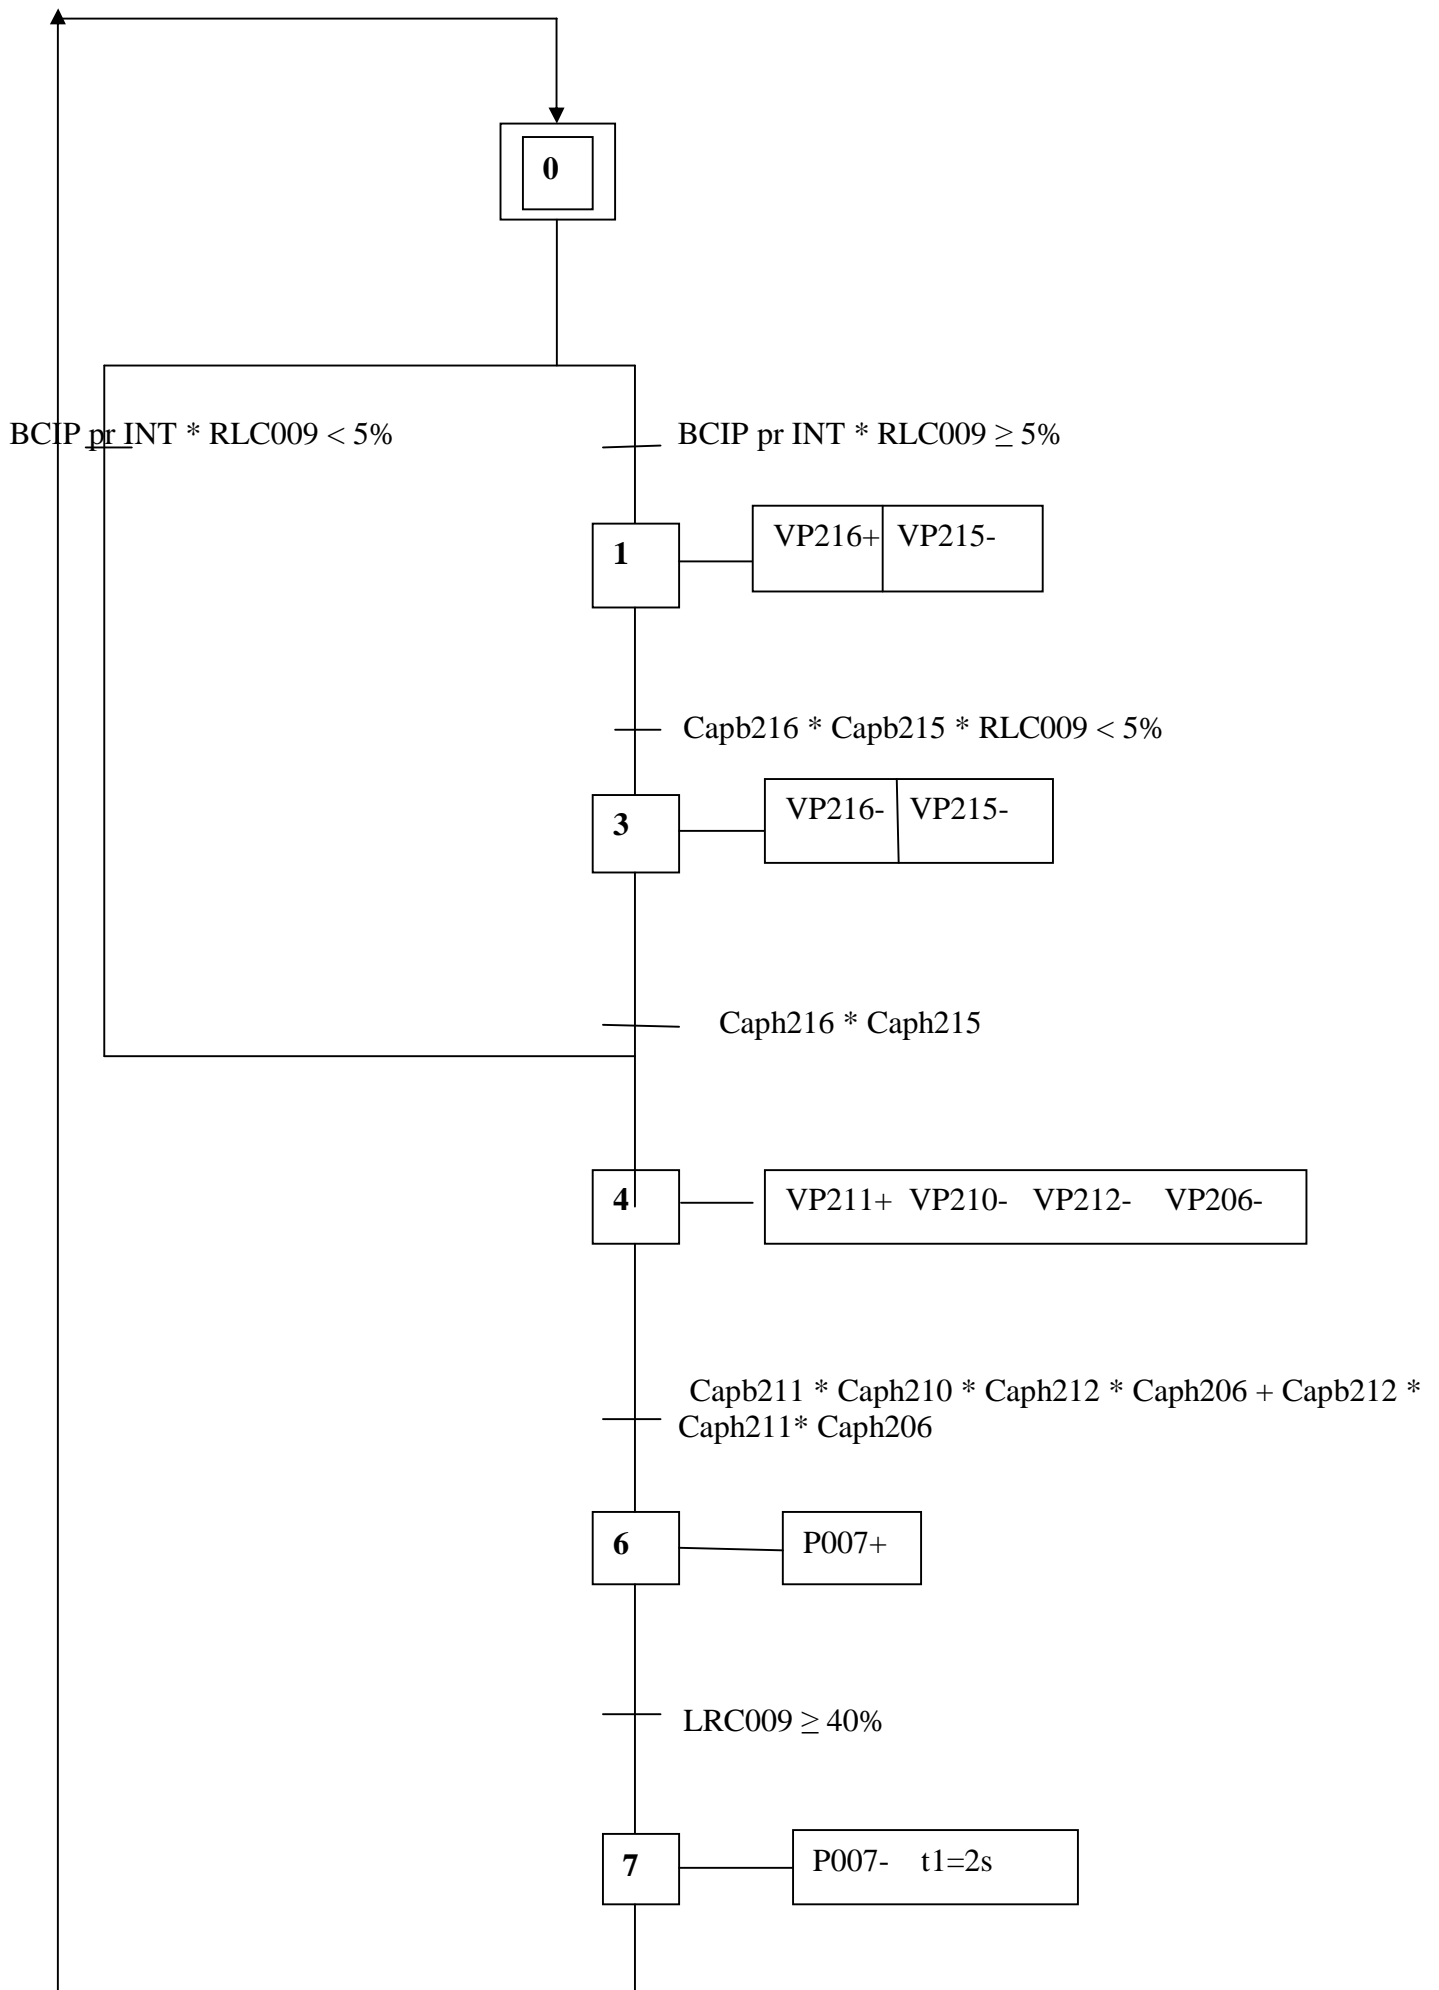 0
BCIP pr INT * RLC009 < 5%
BCIP pr INT * RLC009 ≥ 5%
1
VP216+ VP215-
Capb216 * Capb215 * RLC009 < 5%
3
VP216- VP215-
Caph216 * Caph215
4
VP211+ VP210- VP212- VP206-
Capb211 * Caph210 * Caph212 * Caph206 + Capb212 *
Caph211* Caph206
6
P007+
LRC009 ≥ 40%
7
P007- t1=2s